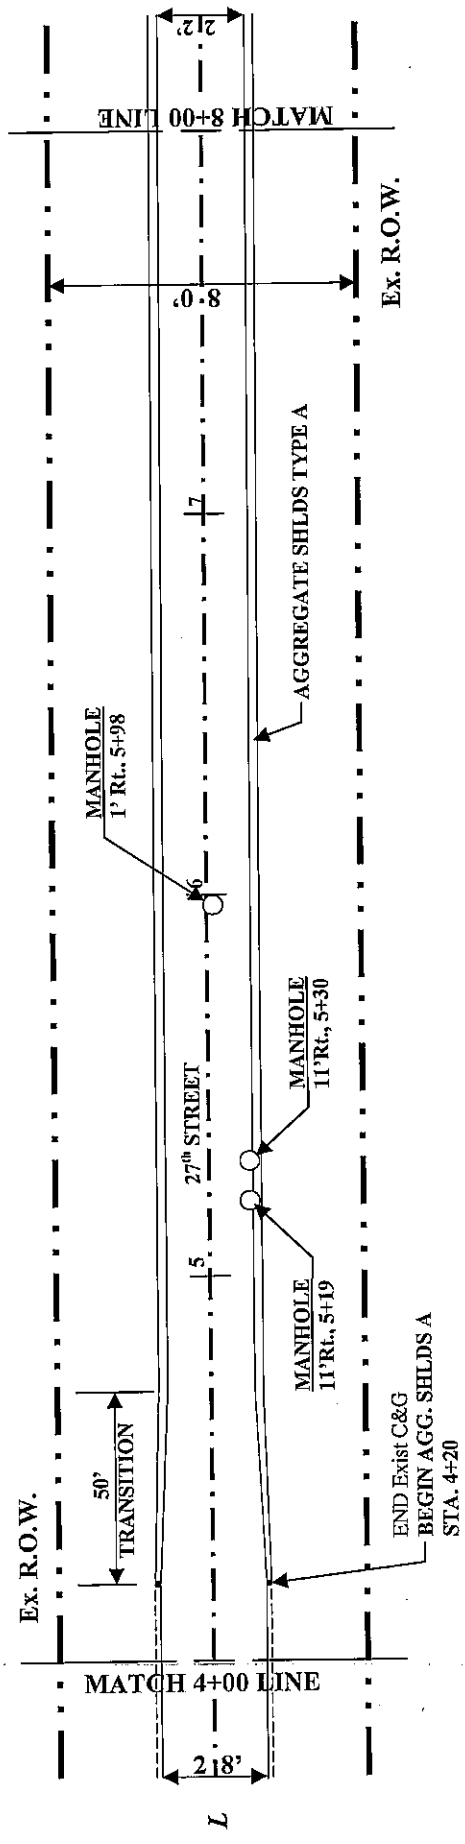 Ex. R.O.W.
50'
TRANSITION
MATCH 4+00 LINE
28'
L
END Exist C&G
BEGIN AGG. SHLDS A
STA. 4+20
5
27th STREET
MANHOLE
11'Rt., 5+19
MANHOLE
11'Rt., 5+30
MANHOLE
1' Rt.. 5+98
6
7
AGGREGATE SHLDS TYPE A
80'
Ex. R.O.W.
MATCH 8+00 LINE
22'